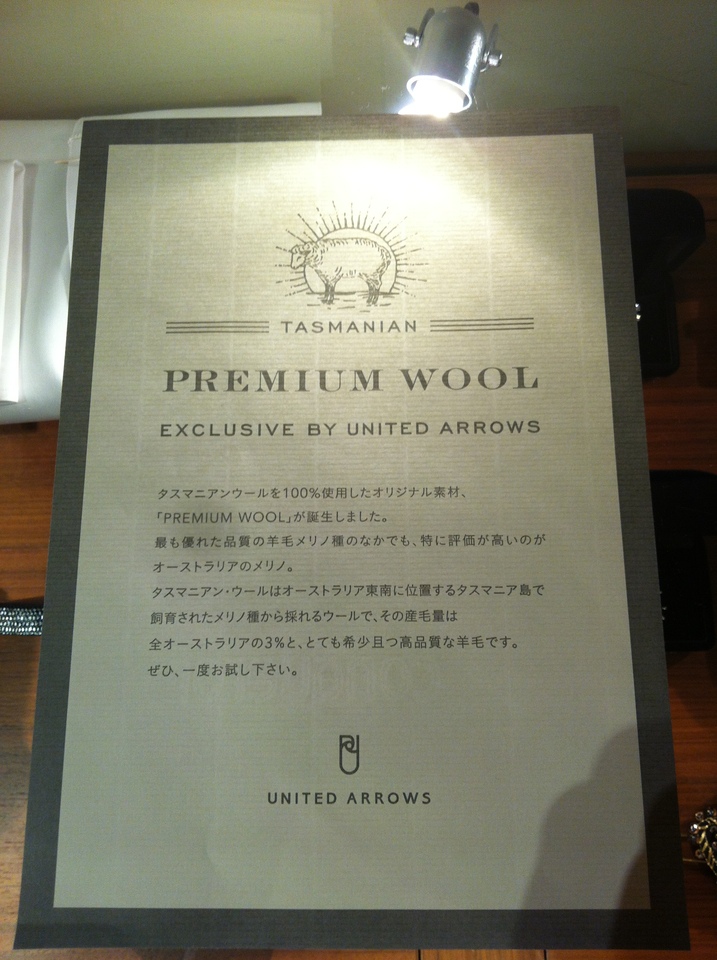 TASMANIAN
PREMIUM WOOL
EXCLUSIVE BY UNITED ARROWS
タスマニアンウールを100%使用したオリジナル素材、
「PREMIUM WOOL」が誕生しました。
最も優れた品質の羊毛メリノ種のなかでも、特に評価が高いのが
オーストラリアのメリノ。
タスマニアン・ウールはオーストラリア東南に位置するタスマニア島で
飼育されたメリノ種から採れるウールで、その産毛量は
全オーストラリアの3%と、とても希少且つ高品質な羊毛です。
ぜひ、一度お試し下さい。
UNITED ARROWS